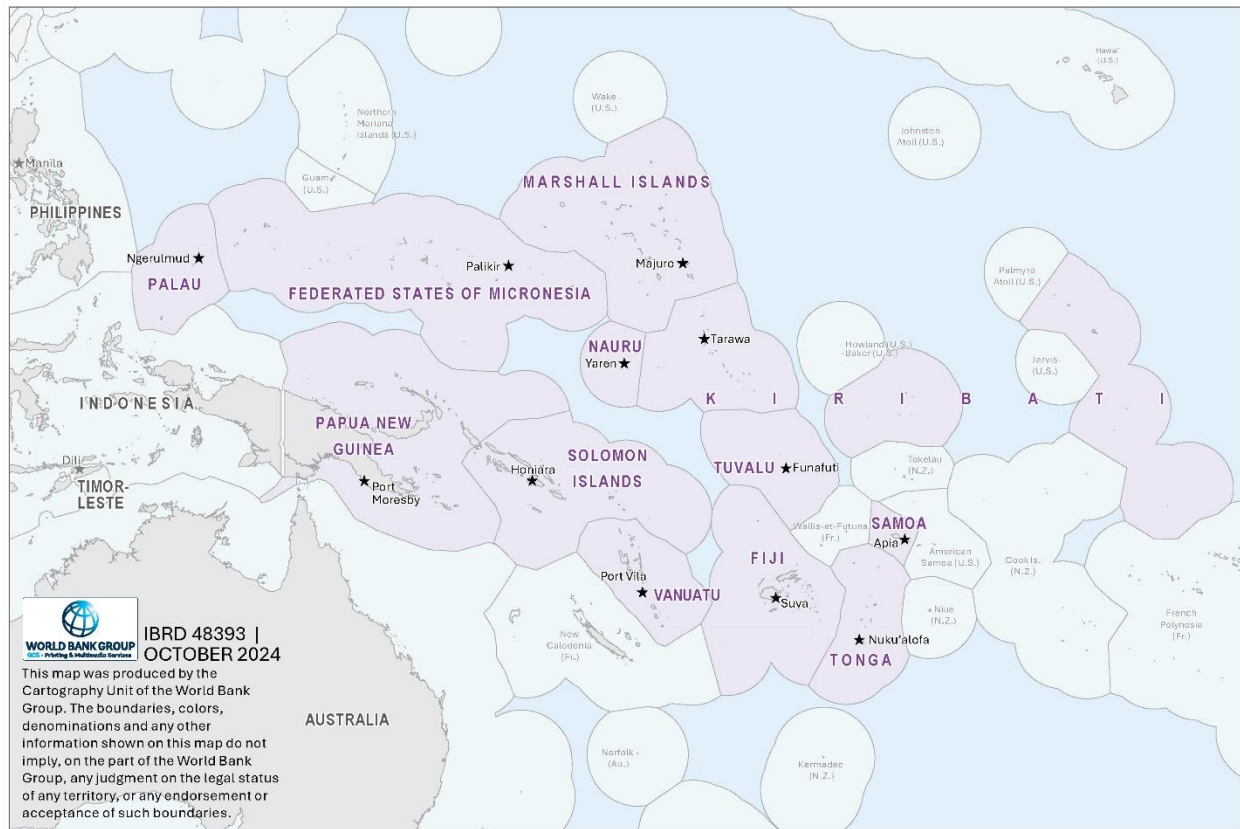 Hawai'
(U.S.)
Wake
(U.S.)
Northern
Mariana
Islands (U.S.)
Johnston
Atoll (U.S.)
Manila
Guam
(U.S.)
MARSHALL ISLANDS
PHILIPPINES
Ngerulmud
Palikir
Majuro
PALAU
FEDERATED STATES OF MICRONESIA
Palmyra
Atoll (U.S.)
Tarawa
NAURU
Yaren
Howland (U.S.)
Baker (U.S.)
Jarvis
(U.S.)
INDONESIA
KIRIBATI
PAPUA NEW
GUINEA
Dili
TIMOR-
LESTE
Port
Moresby
Honiara
SOLOMON
ISLANDS
TUVALU
Funafuti
Tokelau
(N.Z.)
Wallis-et-Futuna
(Fr.)
SAMOA
Apia
American
Samoa (U.S.)
Cook Is.
(N.Z.)
FIJI
Suva
Port Vila
VANUATU
Niue
(N.Z.)
French
Polynesia
(Fr.)
New
Caledonia
(Fr.)
Nuku'alofa
TONGA
AUSTRALIA
Norfolk
(Au.)
Kermadec
(N.Z.)
WORLD BANK GROUP
GCS - Printing & Multimedia Services
IBRD 48393 |
OCTOBER 2024
This map was produced by the
Cartography Unit of the World Bank
Group. The boundaries, colors,
denominations and any other
information shown on this map do not
imply, on the part of the World Bank
Group, any judgment on the legal status
of any territory, or any endorsement or
acceptance of such boundaries.